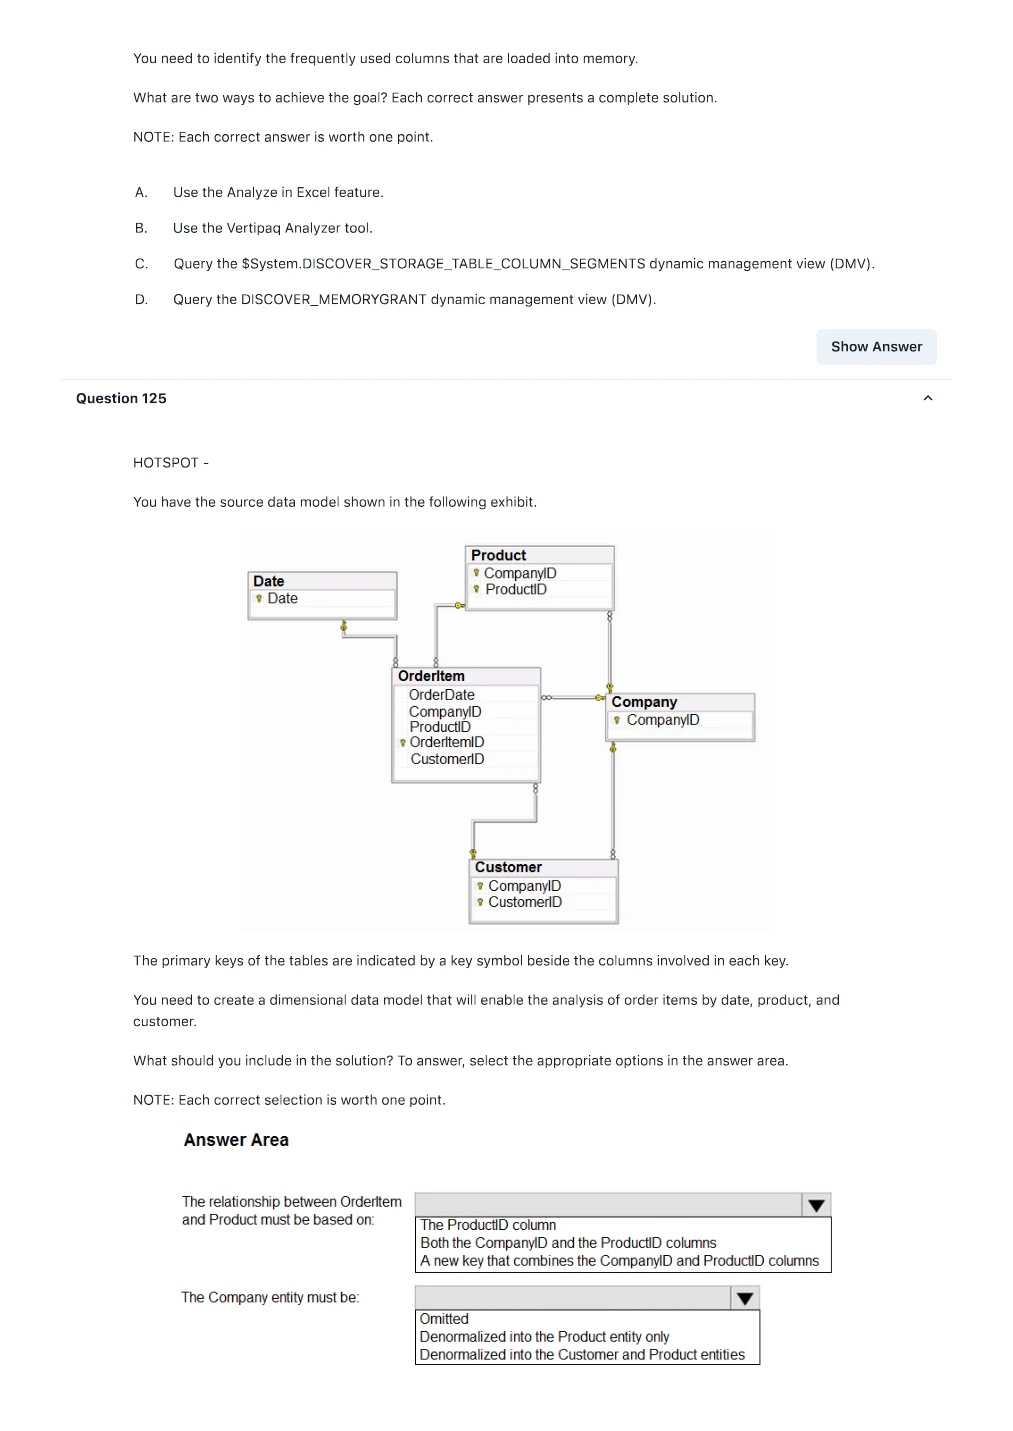 You need to identify the frequently used columns that are loaded into memory.
What are two ways to achieve the goal? Each correct answer presents a complete solution.
NOTE: Each correct answer is worth one point.
A. Use the Analyze in Excel feature.
B. Use the Vertipaq Analyzer tool.
C. Query the $System.DISCOVER_STORAGE_TABLE_COLUMN_SEGMENTS dynamic management view (DMV).
D. Query the DISCOVER_MEMORYGRANT dynamic management view (DMV).
Show Answer
Question 125
HOTSPOT -
You have the source data model shown in the following exhibit.
Product
CompanyID
ProductID
Date
Date
OrderItem
OrderDate
CompanyID
ProductID
OrderItemID
CustomerID
Company
CompanyID
Customer
CompanyID
CustomerID
The primary keys of the tables are indicated by a key symbol beside the columns involved in each key.
You need to create a dimensional data model that will enable the analysis of order items by date, product, and
customer.
What should you include in the solution? To answer, select the appropriate options in the answer area.
NOTE: Each correct selection is worth one point.
Answer Area
The relationship between OrderItem
and Product must be based on:
The ProductID column
Both the CompanyID and the ProductID columns
A new key that combines the CompanyID and ProductID columns
The Company entity must be:
Omitted
Denormalized into the Product entity only
Denormalized into the Customer and Product entities